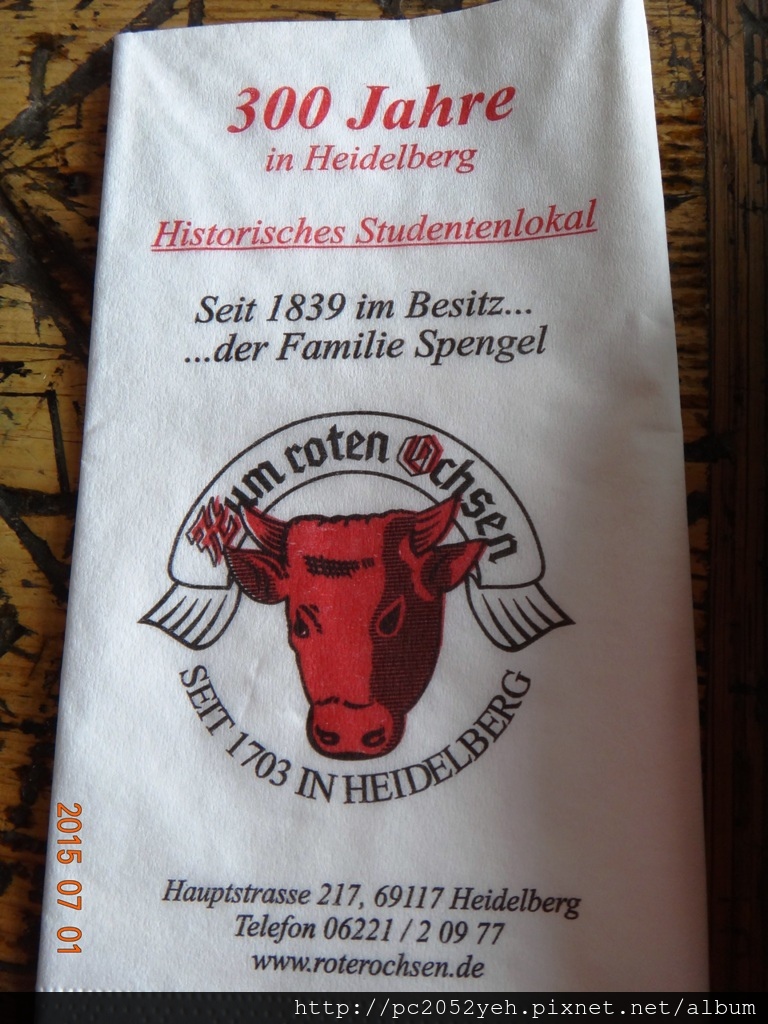 300 Jahre
in Heidelberg
Historisches Studentenlokal
Seit 1839 im Besitz...
...der Familie Spengel
Zum roten Ochsen
SEIT 1703 IN HEIDELBERG
Hauptstrasse 217, 69117 Heidelberg
Telefon 06221 / 2 09 77
www.roterochsen.de
2015 07 01
http://pc2052yeh.pixnet.net/album